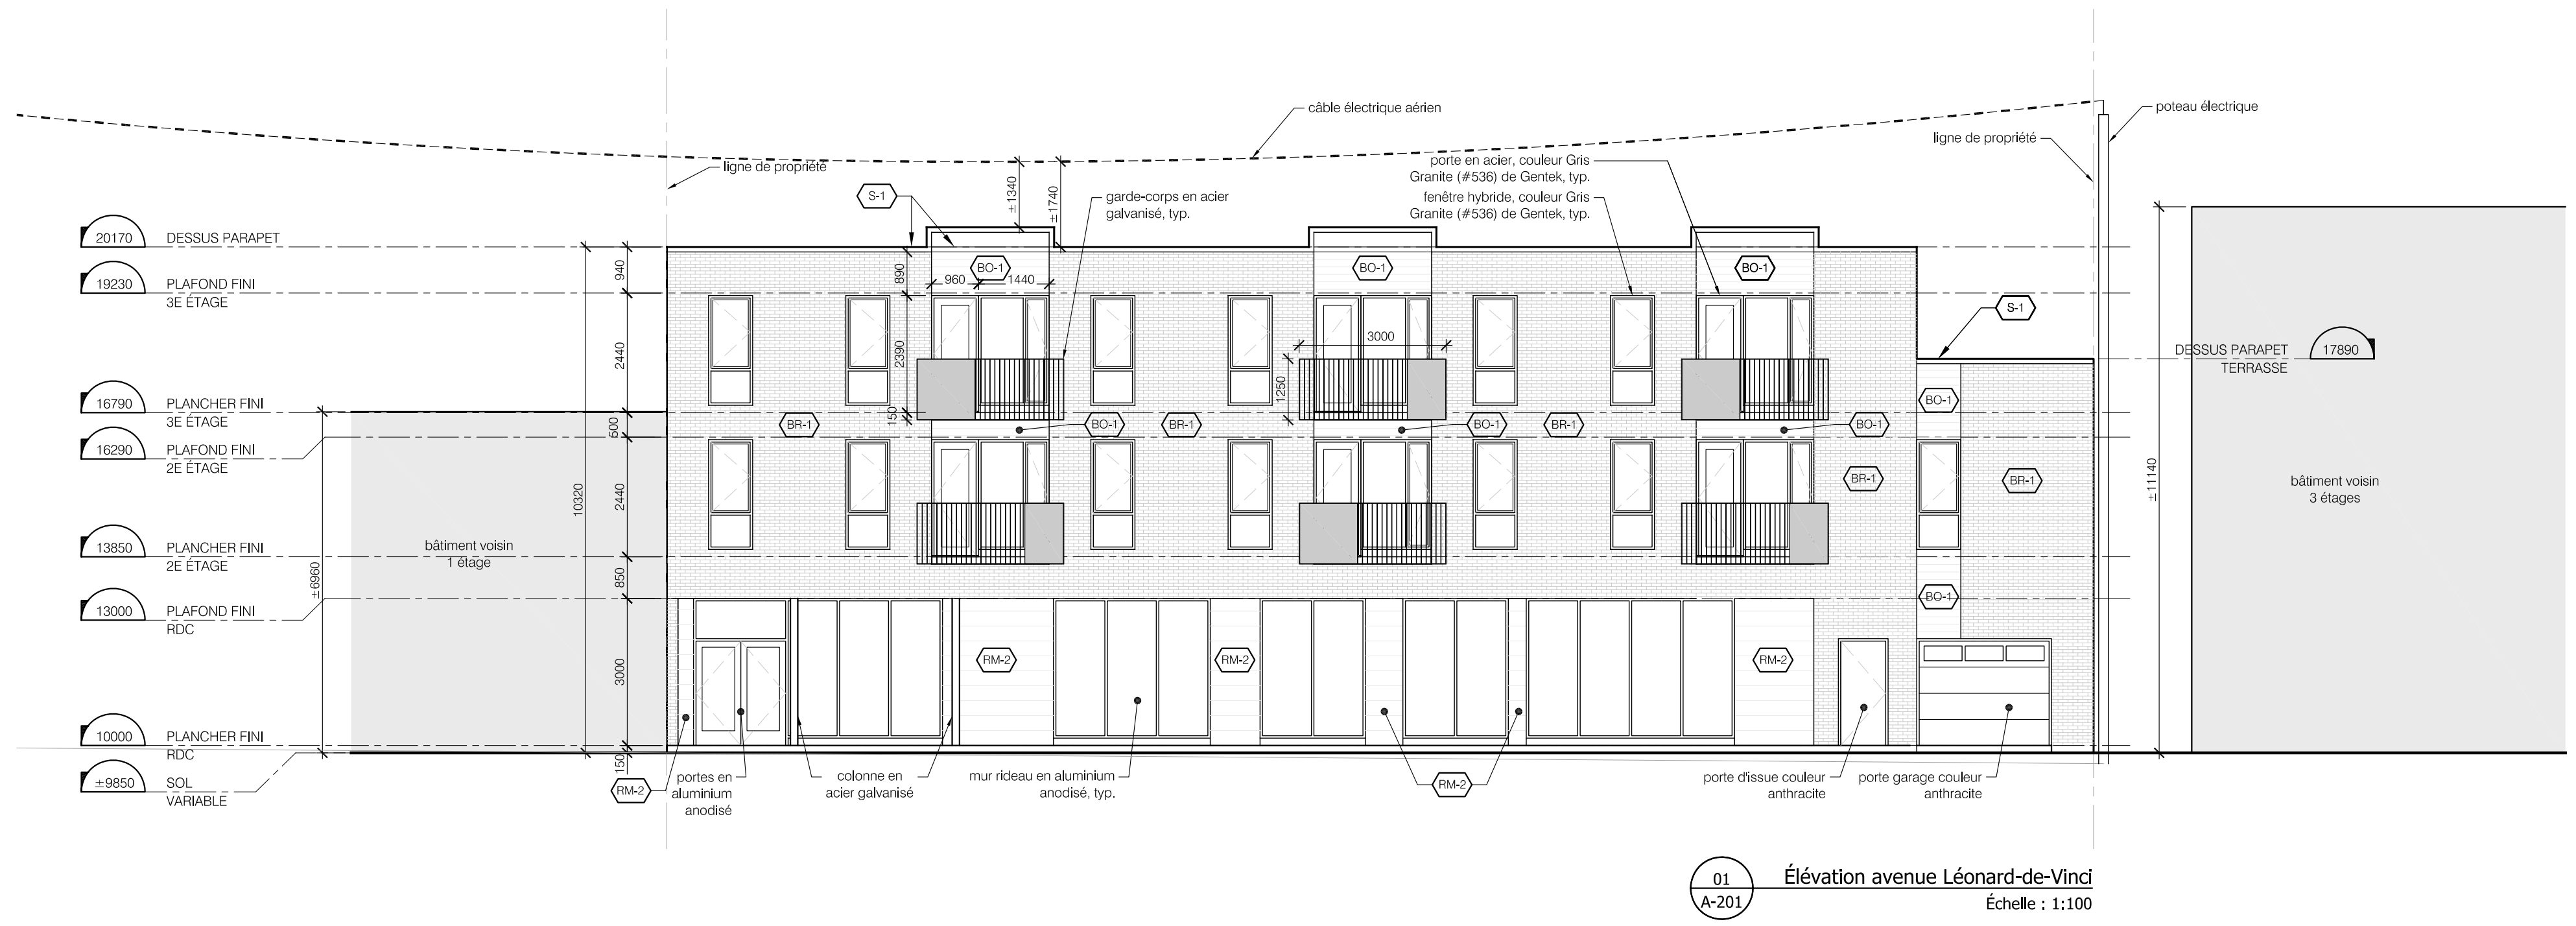 câble électrique aérien
poteau électrique
ligne de propriété
ligne de propriété
porte en acier, couleur Gris
Granite (#536) de Gentek, typ.
fenêtre hybride, couleur Gris
Granite (#536) de Gentek, typ.
garde-corps en acier
galvanisé, typ.
S-1
±1340
±1740
20170 DESSUS PARAPET
19230 PLAFOND FINI
3E ÉTAGE
16790 PLANCHER FINI
3E ÉTAGE
16290 PLAFOND FINI
2E ÉTAGE
13850 PLANCHER FINI
2E ÉTAGE
13000 PLAFOND FINI
RDC
10000 PLANCHER FINI
RDC
±9850 SOL
VARIABLE
bâtiment voisin
1 étage
±6960
10320
940
2440
500
2440
850
3000
150
890
2390
150
960
1440
BO-1
BO-1
BO-1
3000
1250
S-1
DESSUS PARAPET
TERRASSE
17890
BR-1
BO-1
BR-1
BO-1
BR-1
BO-1
BO-1
BR-1
BR-1
BO-1
±11140
bâtiment voisin
3 étages
RM-2
RM-2
RM-2
RM-2
portes en
aluminium
anodisé
colonne en
acier galvanisé
mur rideau en aluminium
anodisé, typ.
RM-2
porte d'issue couleur
anthracite
porte garage couleur
anthracite
01
A-201
Élévation avenue Léonard-de-Vinci
Échelle : 1:100